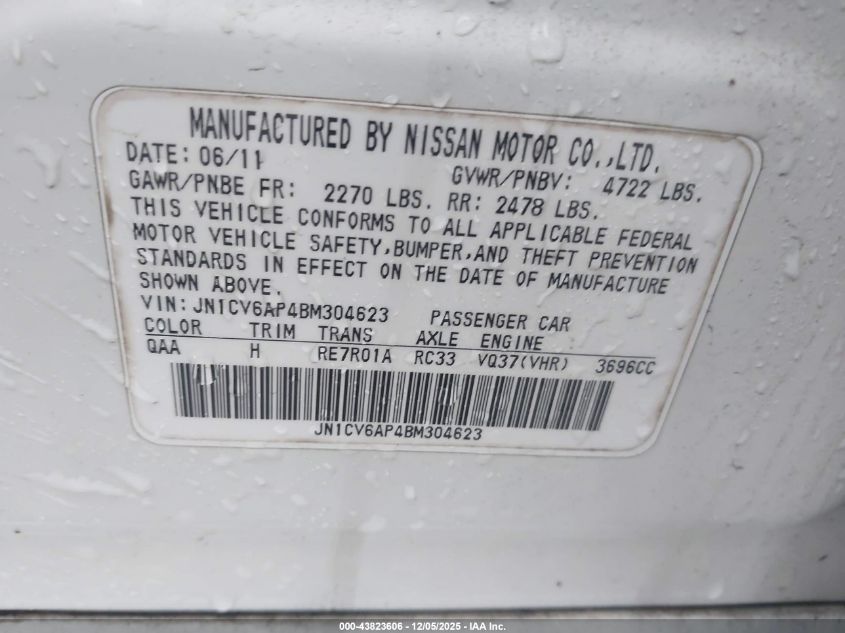 MANUFACTURED BY NISSAN MOTOR CO.,LTD.
DATE: 06/11 GVWR/PNBV: 4722 LBS.
GAWR/PNBE FR: 2270 LBS. RR: 2478 LBS.
THIS VEHICLE CONFORMS TO ALL APPLICABLE FEDERAL
MOTOR VEHICLE SAFETY,BUMPER,AND THEFT PREVENTION
STANDARDS IN EFFECT ON THE DATE OF MANUFACTURE
SHOWN ABOVE.
VIN: JN1CV6AP4BM304623 PASSENGER CAR
COLOR TRIM TRANS AXLE ENGINE
QAA H RE7R01A RC33 VQ37(VHR) 3696CC
JN1CV6AP4BM304623
000-43823606 - 12/05/2025 - IAA Inc.